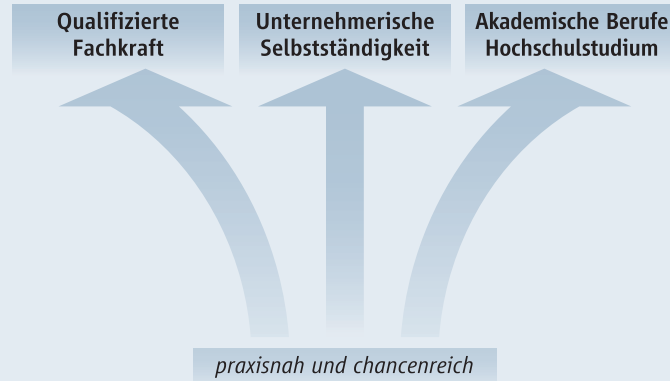 Qualifizierte
Fachkraft
Unternehmerische
Selbstständigkeit
Akademische Berufe
Hochschulstudium
praxisnah und chancenreich